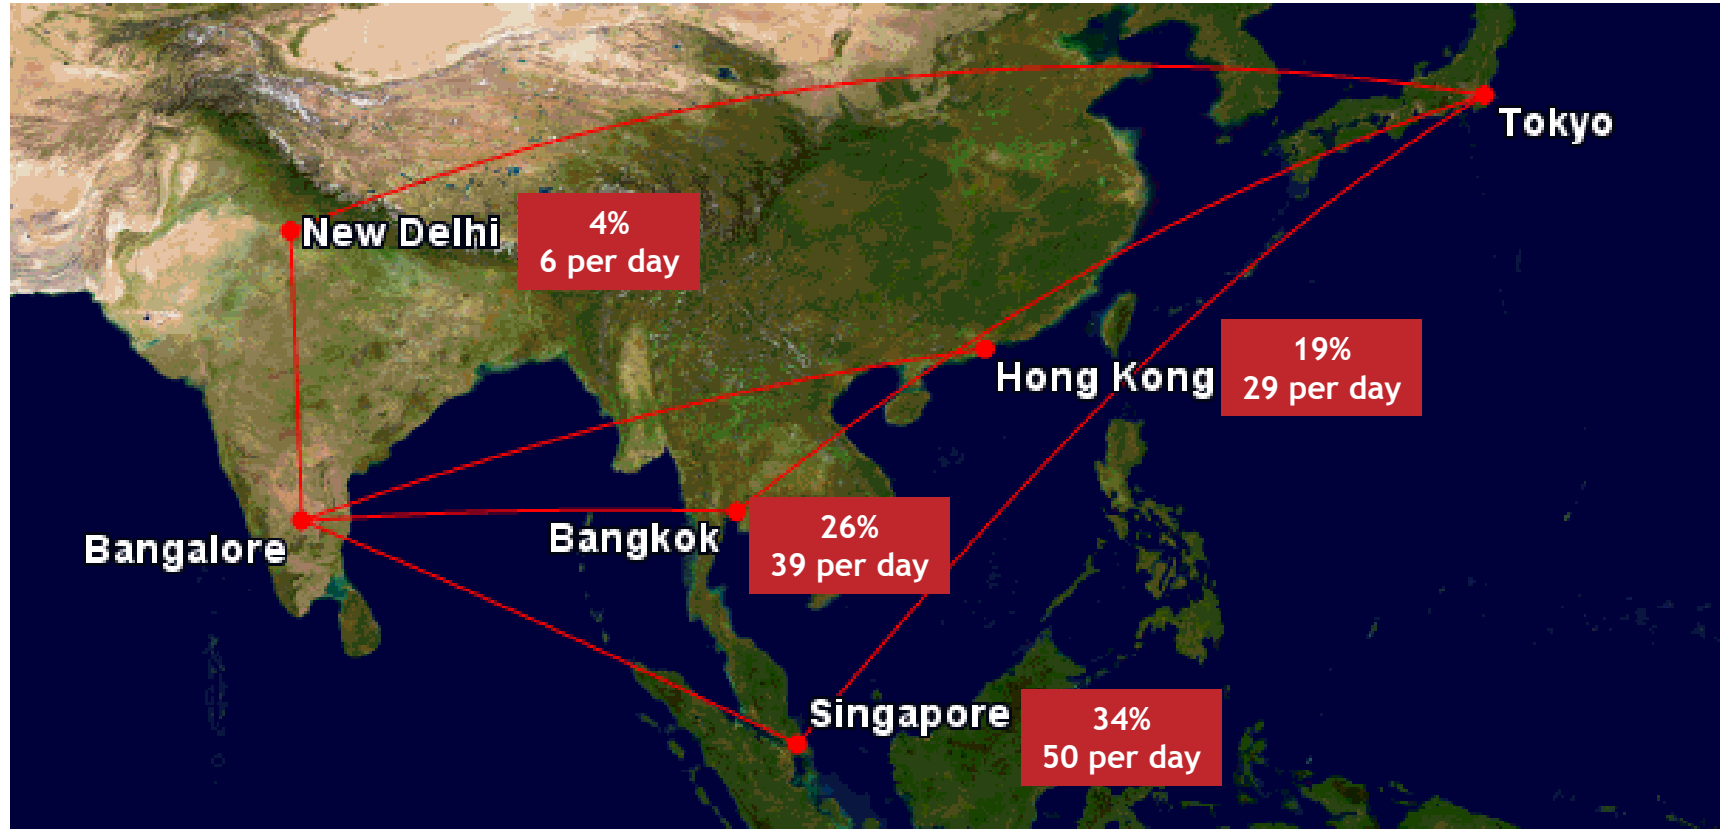 Tokyo
New Delhi
4%
6 per day
Hong Kong
19%
29 per day
Bangalore
Bangkok
26%
39 per day
Singapore
34%
50 per day